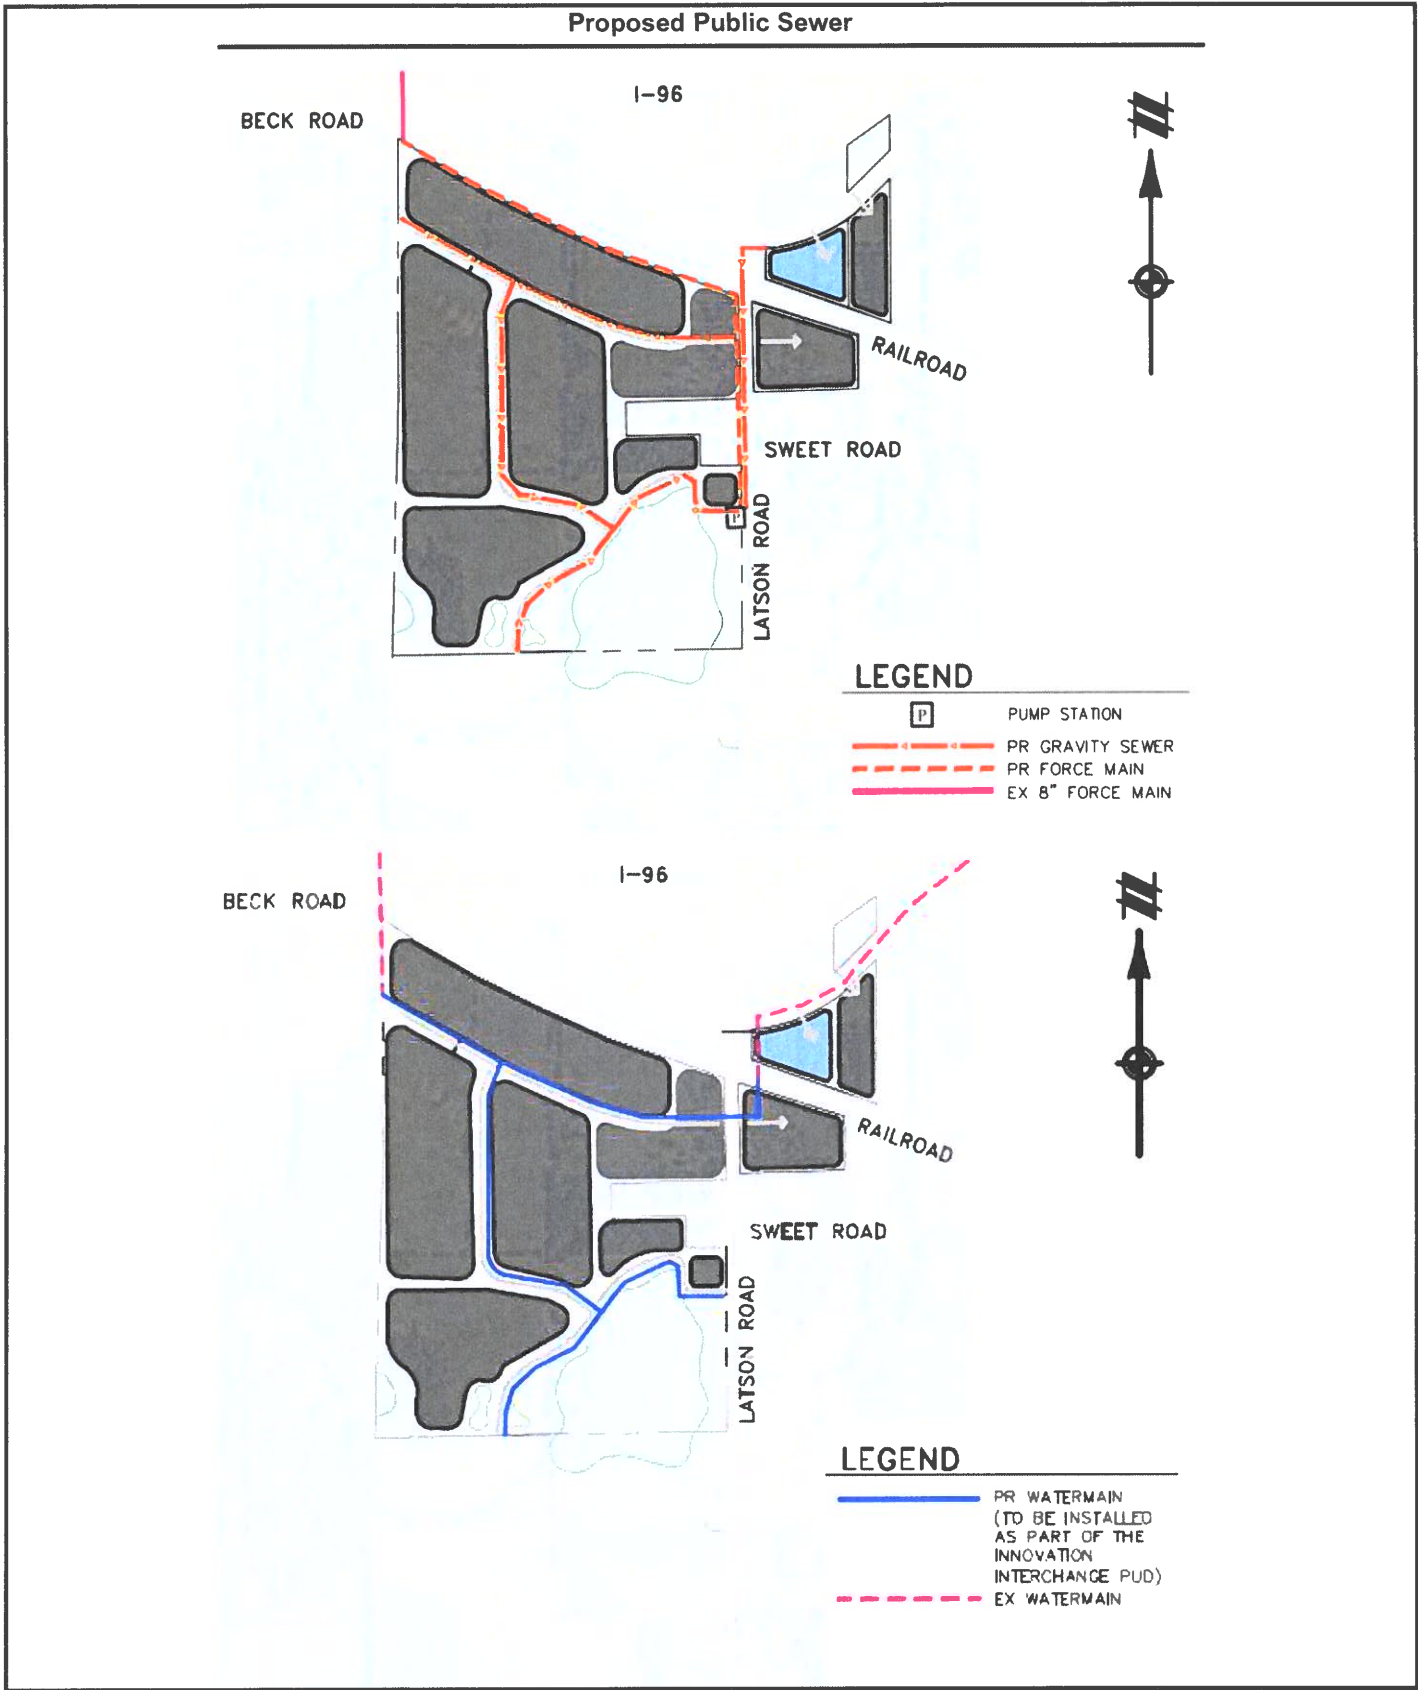 Proposed Public Sewer
I-96
BECK ROAD
RAILROAD
SWEET ROAD
LATSON ROAD
P
LEGEND
P PUMP STATION
PR GRAVITY SEWER
PR FORCE MAIN
EX 8" FORCE MAIN
I-96
BECK ROAD
RAILROAD
SWEET ROAD
LATSON ROAD
LEGEND
PR WATERMAIN
(TO BE INSTALLED
AS PART OF THE
INNOVATION
INTERCHANGE PUD)
EX WATERMAIN